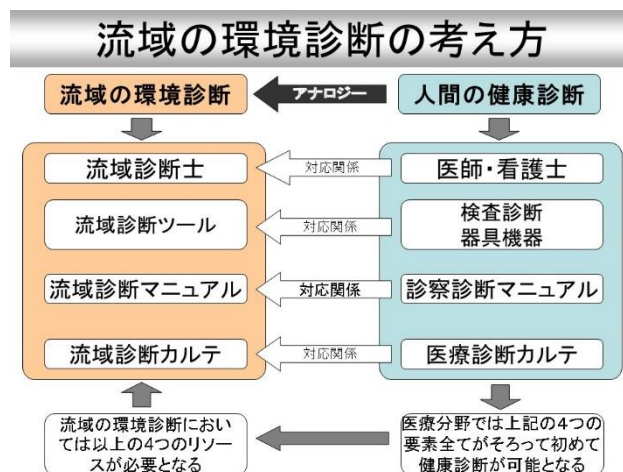 流域の環境診断の考え方
流域の環境診断
アナロジー
人間の健康診断
流域診断士
対応関係
医師・看護士
流域診断ツール
対応関係
検査診断
器具機器
流域診断マニュアル
対応関係
診察診断マニュアル
流域診断カルテ
対応関係
医療診断カルテ
流域の環境診断におい
ては以上の4つのリソー
スが必要となる
医療分野では上記の4つの
要素全てがそろって初めて
健康診断が可能となる